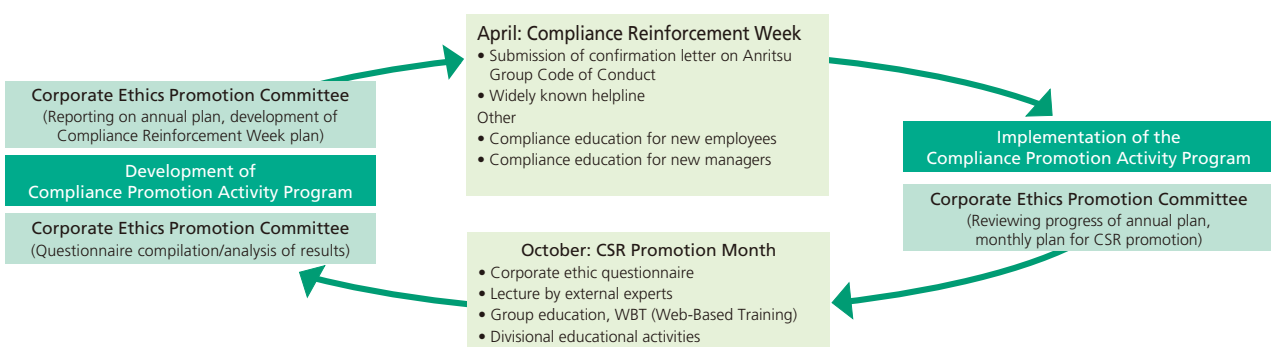 April: Compliance Reinforcement Week
• Submission of confirmation letter on Anritsu
Group Code of Conduct
• Widely known helpline
Other
• Compliance education for new employees
• Compliance education for new managers
Corporate Ethics Promotion Committee
(Reporting on annual plan, development of
Compliance Reinforcement Week plan)
Development of
Compliance Promotion Activity Program
Corporate Ethics Promotion Committee
(Questionnaire compilation/analysis of results)
Implementation of the
Compliance Promotion Activity Program
Corporate Ethics Promotion Committee
(Reviewing progress of annual plan,
monthly plan for CSR promotion)
October: CSR Promotion Month
• Corporate ethic questionnaire
• Lecture by external experts
• Group education, WBT (Web-Based Training)
• Divisional educational activities